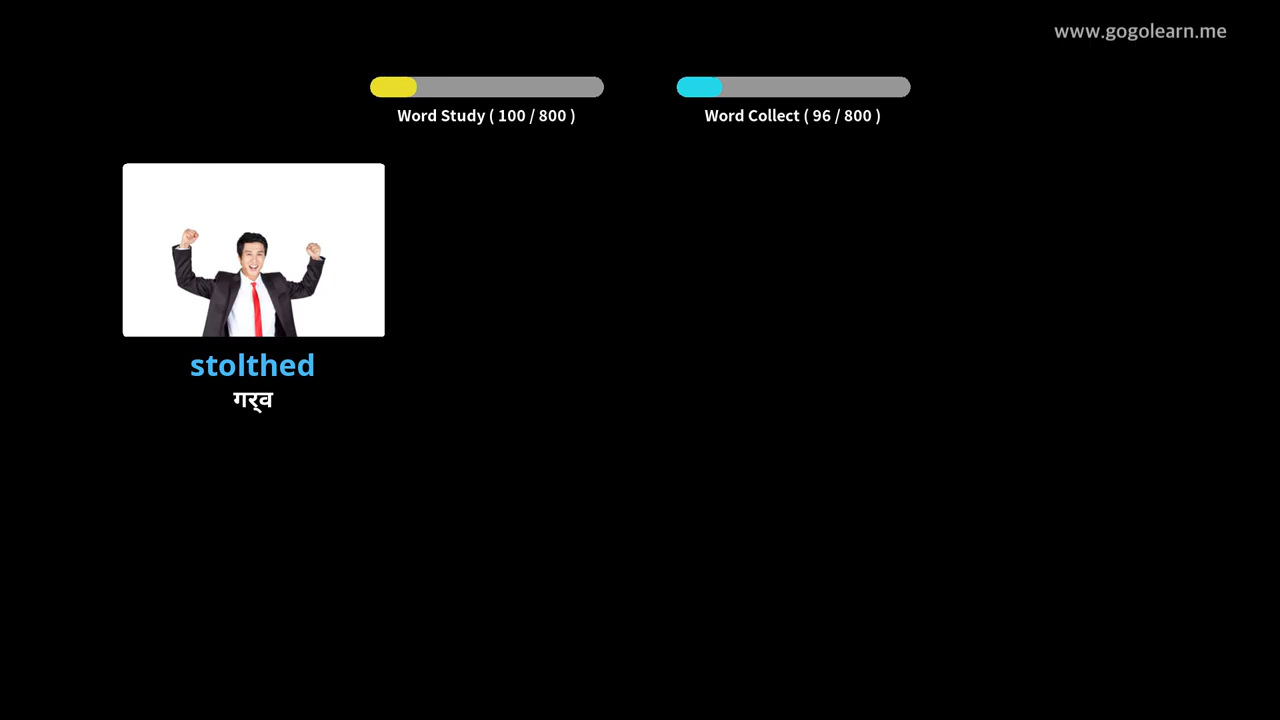 www.gogolearn.me
Word Study ( 100 / 800 )
Word Collect ( 96 / 800 )
stolthed
गर्व